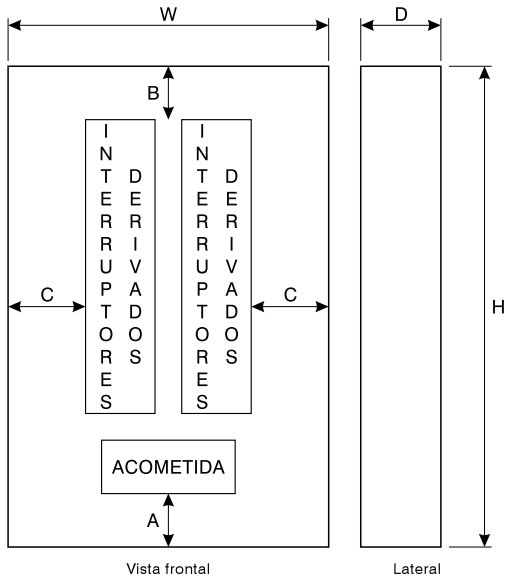 W
D
B
INTERRUPTORES
DERIVADOS
INTERRUPTORES
DERIVADOS
C
C
H
ACOMETIDA
A
Vista frontal
Lateral